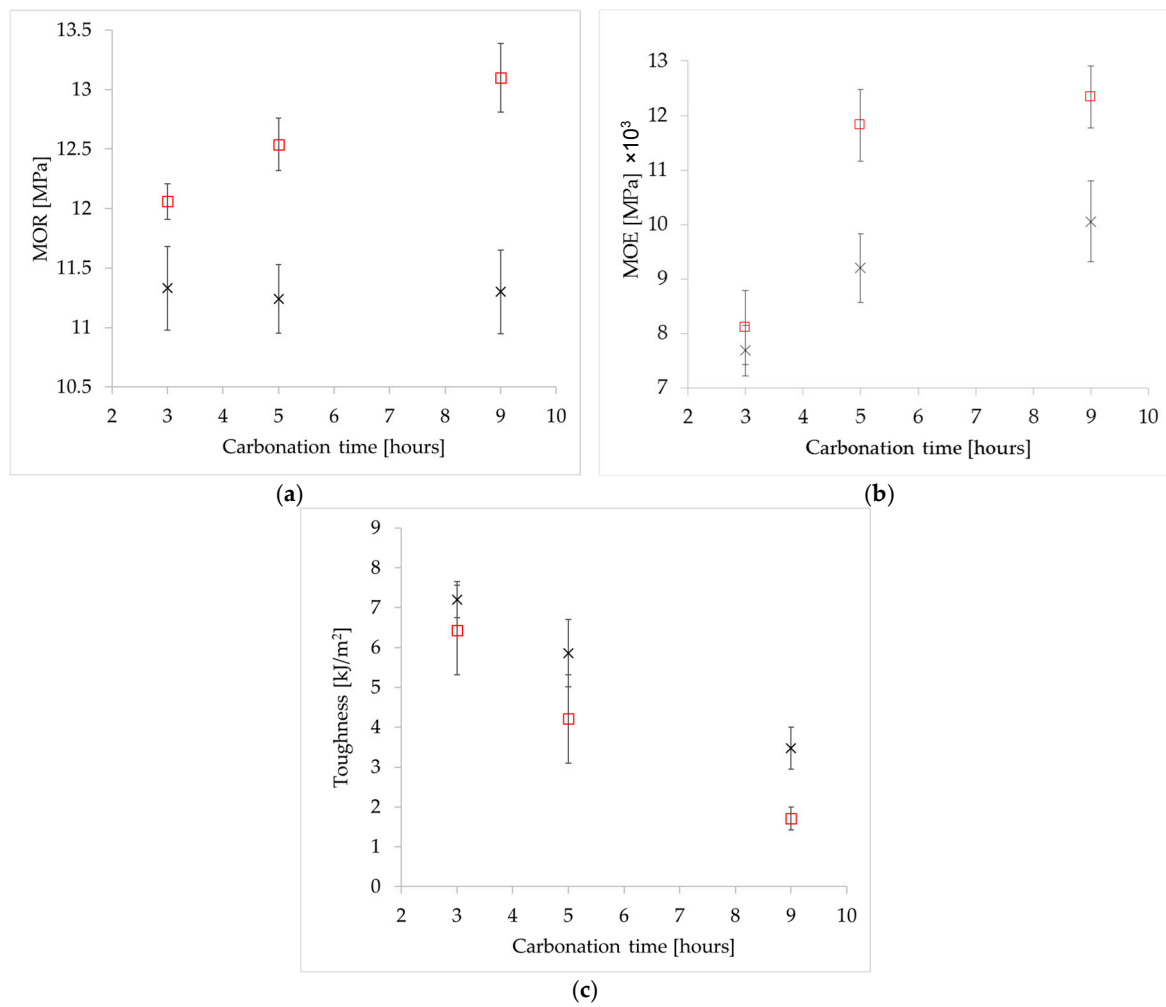 13.5
13
12.5
12
11.5
11
10.5
MOR [MPa]
2 3 4 5 6 7 8 9 10
Carbonation time [hours]
(a)
13
12
11
10
9
8
7
MOE [MPa] ×10³
2 3 4 5 6 7 8 9 10
Carbonation time [hours]
(b)
9
8
7
6
5
4
3
2
1
0
Toughness [kJ/m²]
2 3 4 5 6 7 8 9 10
Carbonation time [hours]
(c)